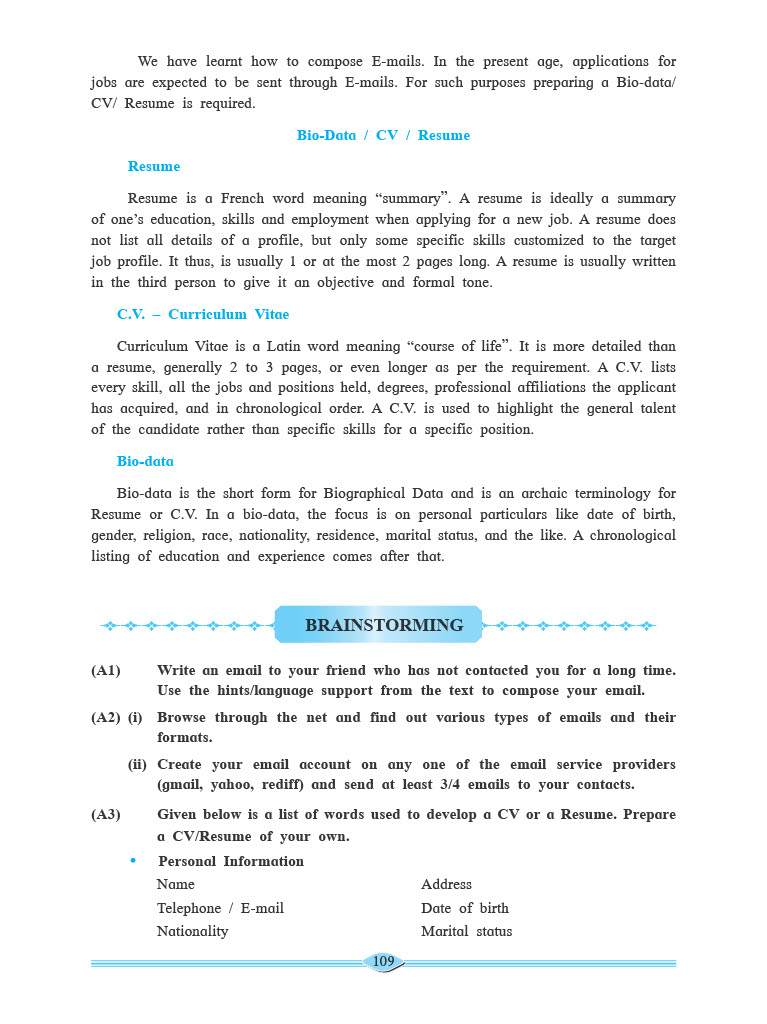 We have learnt how to compose E-mails. In the present age, applications for
jobs are expected to be sent through E-mails. For such purposes preparing a Bio-data/
CV/ Resume is required.
Bio-Data / CV / Resume
Resume
Resume is a French word meaning “summary”. A resume is ideally a summary
of one’s education, skills and employment when applying for a new job. A resume does
not list all details of a profile, but only some specific skills customized to the target
job profile. It thus, is usually 1 or at the most 2 pages long. A resume is usually written
in the third person to give it an objective and formal tone.
C.V. – Curriculum Vitae
Curriculum Vitae is a Latin word meaning “course of life”. It is more detailed than
a resume, generally 2 to 3 pages, or even longer as per the requirement. A C.V. lists
every skill, all the jobs and positions held, degrees, professional affiliations the applicant
has acquired, and in chronological order. A C.V. is used to highlight the general talent
of the candidate rather than specific skills for a specific position.
Bio-data
Bio-data is the short form for Biographical Data and is an archaic terminology for
Resume or C.V. In a bio-data, the focus is on personal particulars like date of birth,
gender, religion, race, nationality, residence, marital status, and the like. A chronological
listing of education and experience comes after that.
BRAINSTORMING
(A1) Write an email to your friend who has not contacted you for a long time.
Use the hints/language support from the text to compose your email.
(A2) (i) Browse through the net and find out various types of emails and their
formats.
(ii) Create your email account on any one of the email service providers
(gmail, yahoo, rediff) and send at least 3/4 emails to your contacts.
(A3) Given below is a list of words used to develop a CV or a Resume. Prepare
a CV/Resume of your own.
• Personal Information
Name Address
Telephone / E-mail Date of birth
Nationality Marital status
109